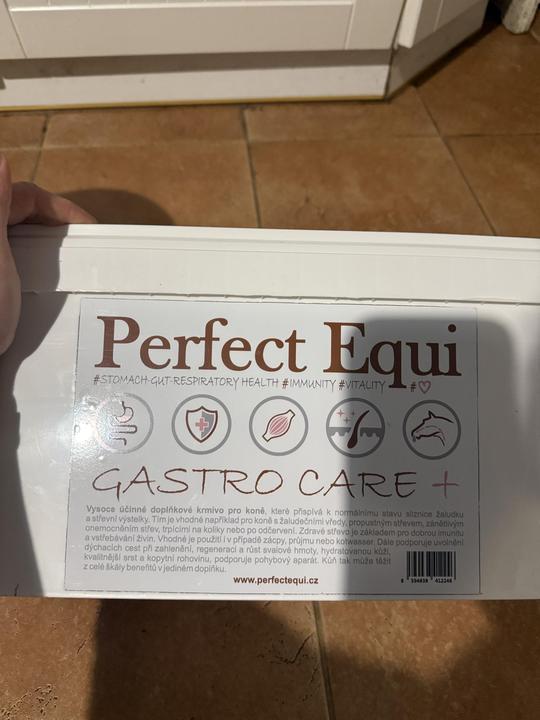 Perfect Equi
#STOMACH-GUT-RESPIRATORY HEALTH #IMMUNITY #VITALITY #♡
GASTRO CARE +
Vysoce účinné doplňkové krmivo pro koně, které přispívá k normálnímu stavu sliznice žaludku
a střevní výstelky. Tím je vhodné například pro koně s žaludečními vředy, propustným střevem, zánětlivým
onemocněním střev, trpícími na koliky nebo po odčervení. Zdravé střevo je základem pro dobrou imunitu
a vstřebávání živin. Vhodné je použití v případě zácpy, průjmu nebo kotwasser. Dále podporuje uvolnění
dýchacích cest při zahlenění, regeneraci a růst svalové hmoty, hydratovanou kůži,
kvalitnější srst a kopytní rohovinu, podporuje pohybový aparát. Kůň tak může těžit
z celé škály benefitů v jediném doplňku.
www.perfectequi.cz
8 594038 412246